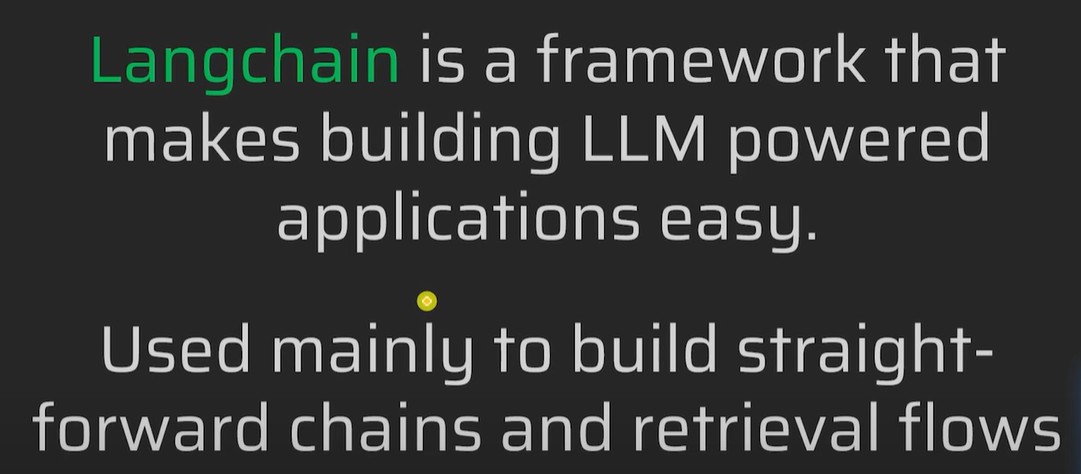 Langchain is a framework that
makes building LLM powered
applications easy.
Used mainly to build straight-
forward chains and retrieval flows